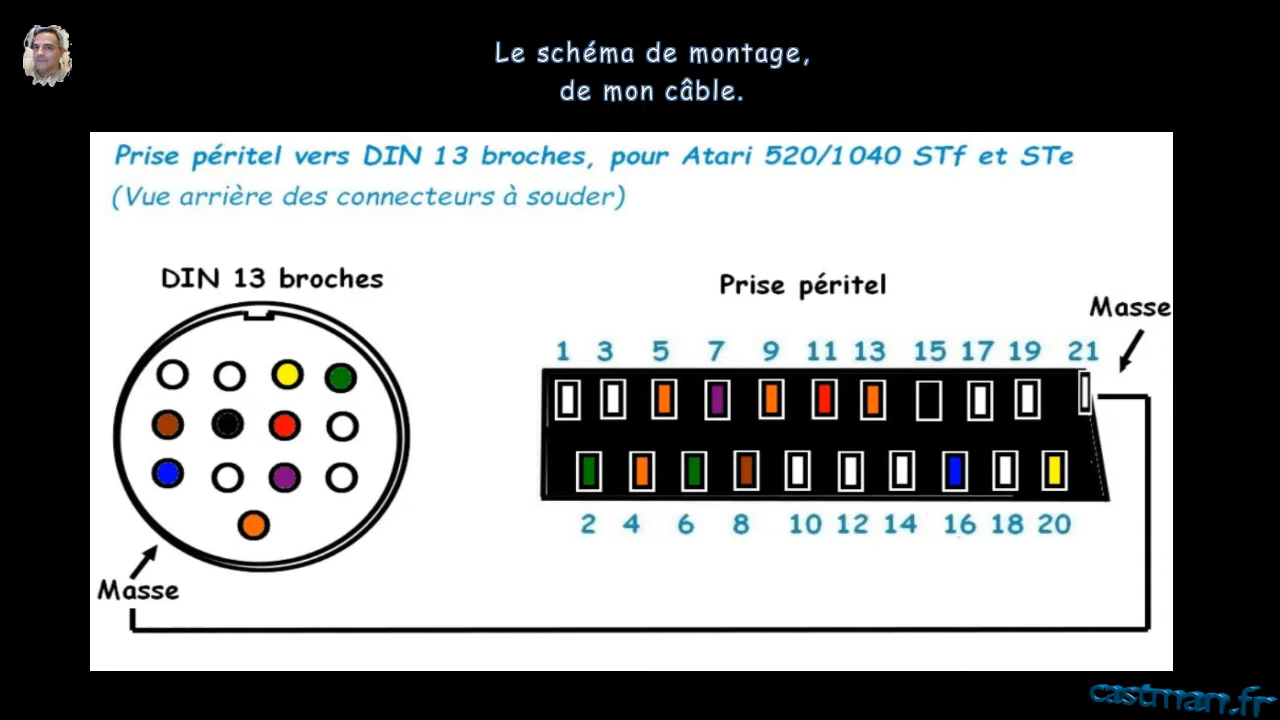 Le schéma de montage,
de mon câble.
Prise péritel vers DIN 13 broches, pour Atari 520/1040 STf et STe
(Vue arrière des connecteurs à souder)
DIN 13 broches
Prise péritel
Masse
1 3 5 7 9 11 13 15 17 19 21
2 4 6 8 10 12 14 16 18 20
Masse
castman.fr